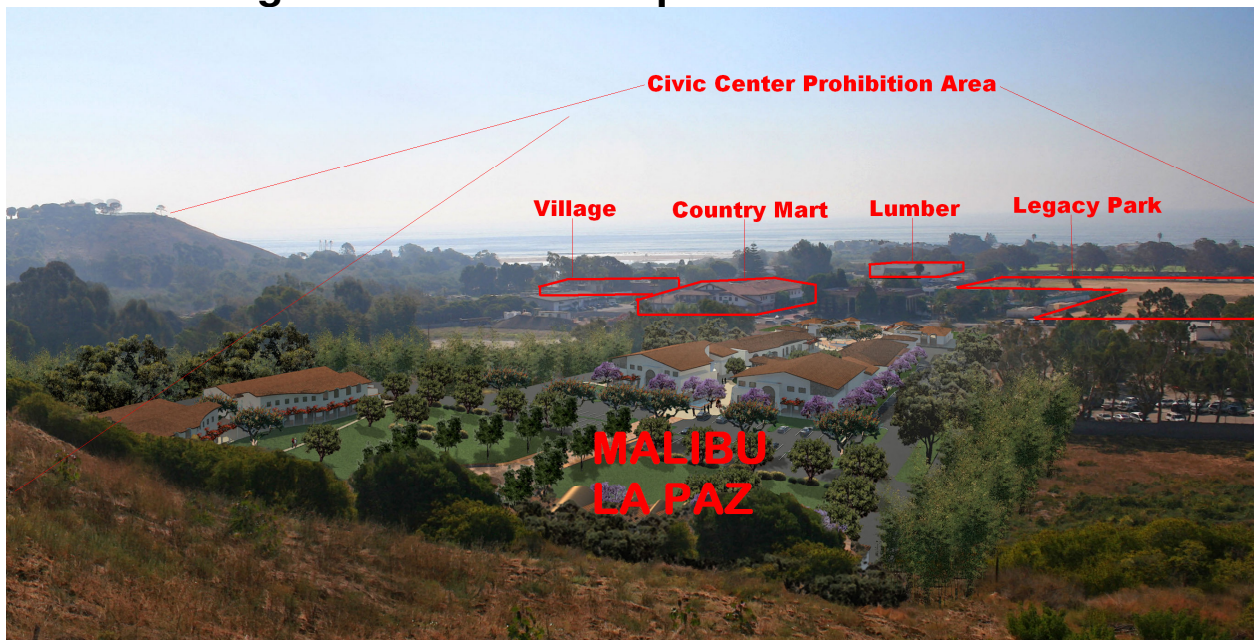 Civic Center Prohibition Area
Village
Country Mart
Lumber
Legacy Park
MALIBU
LA PAZ